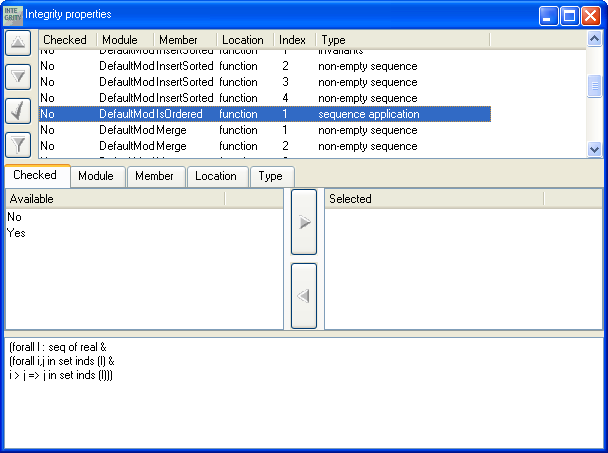 INTE GRITY Integrity properties
Checked Module Member Location Index Type
No DefaultMod InsertSorted function 1 invariants
No DefaultMod InsertSorted function 2 non-empty sequence
No DefaultMod InsertSorted function 3 non-empty sequence
No DefaultMod InsertSorted function 4 non-empty sequence
No DefaultMod IsOrdered function 1 sequence application
No DefaultMod Merge function 1 non-empty sequence
No DefaultMod Merge function 2 non-empty sequence
Checked Module Member Location Type
Available Selected
No
Yes
(forall l : seq of real &
(forall i,j in set inds (l) &
i > j => j in set inds (l)))